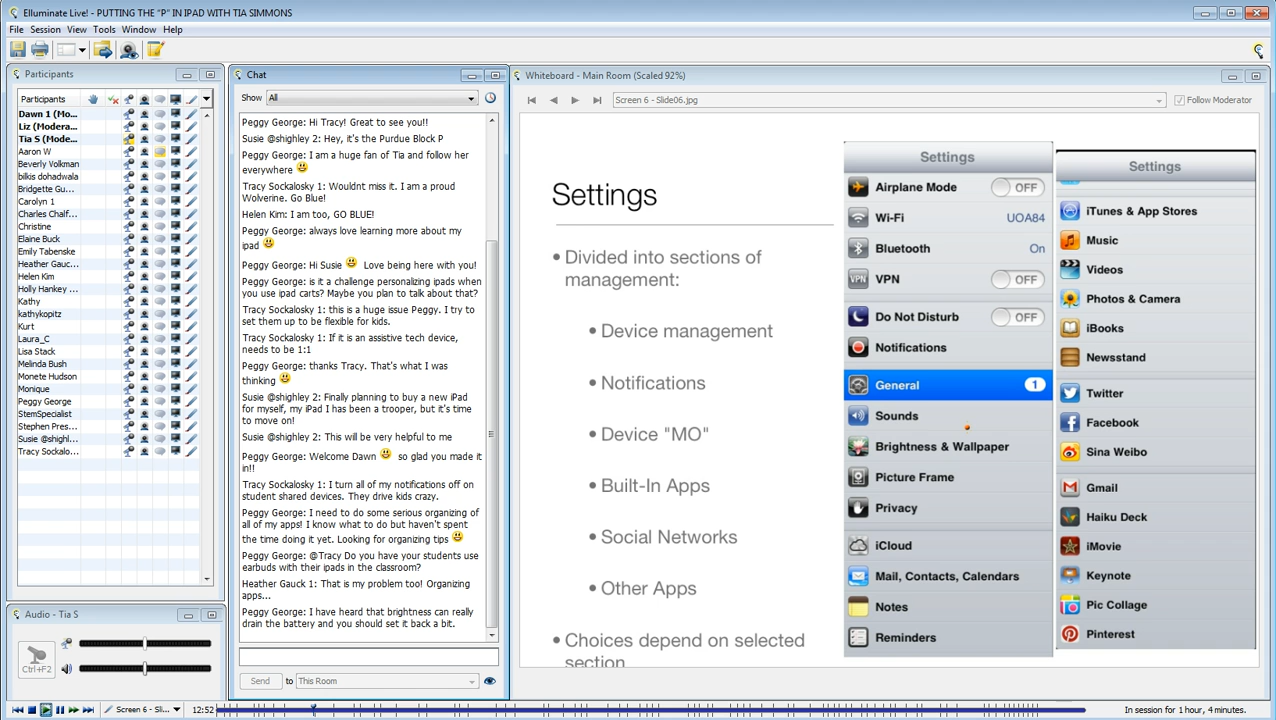 Elluminate Live! - PUTTING THE "P" IN IPAD WITH TIA SIMMONS
File Session View Tools Window Help
Participants
Participants
Dawn 1 (Mo...
Liz (Modera...
Tia S (Mode...
Aaron W
Beverly Volkman
bilkis dohadwala
Bridgette Gu...
Carolyn 1
Charles Chalf...
Christine
Elaine Buck
Emily Tabenske
Heather Gauc...
Helen Kim
Holly Hankey ...
Kathy
kathykopitz
Kurt
Laura_C
Lisa Stack
Melinda Bush
Monete Hudson
Monique
Peggy George
StemSpecialist
Stephen Pres...
Susie @shighl...
Tracy Sockalo...
Audio - Tia S
Ctrl+F2
Chat
Show All
Peggy George: Hi Tracy! Great to see you!!
Susie @shighley 2: Hey, it's the Purdue Block P
Peggy George: I am a huge fan of Tia and follow her
everywhere
Tracy Sockalosky 1: Wouldnt miss it. I am a proud
Wolverine. Go Blue!
Helen Kim: I am too, GO BLUE!
Peggy George: always love learning more about my
ipad
Peggy George: Hi Susie Love being here with you!
Peggy George: is it a challenge personalizing ipads when
you use ipad carts? Maybe you plan to talk about that?
Tracy Sockalosky 1: this is a huge issue Peggy. I try to
set them up to be flexible for kids.
Tracy Sockalosky 1: If it is an assistive tech device,
needs to be 1:1
Peggy George: thanks Tracy. That's what I was
thinking
Susie @shighley 2: Finally planning to buy a new iPad
for myself, my iPad I has been a trooper, but it's time
to move on!
Susie @shighley 2: This will be very helpful to me
Peggy George: Welcome Dawn so glad you made it
in!!
Tracy Sockalosky 1: I turn all of my notifications off on
student shared devices. They drive kids crazy.
Peggy George: I need to do some serious organizing of
all of my apps! I know what to do but haven't spent
the time doing it yet. Looking for organizing tips
Peggy George: @Tracy Do you have your students use
earbuds with their ipads in the classroom?
Heather Gauck 1: That is my problem too! Organizing
apps...
Peggy George: I have heard that brightness can really
drain the battery and you should set it back a bit.
Send to This Room
Whiteboard - Main Room (Scaled 92%)
Screen 6 - Slide06.jpg
Follow Moderator
Settings
• Divided into sections of
management:
• Device management
• Notifications
• Device "MO"
• Built-In Apps
• Social Networks
• Other Apps
• Choices depend on selected
section
Settings
Airplane Mode OFF
Wi-Fi UOA84
Bluetooth On
VPN VPN OFF
Do Not Disturb OFF
Notifications
General 1
Sounds
Brightness & Wallpaper
Picture Frame
Privacy
iCloud
Mail, Contacts, Calendars
Notes
Reminders
Settings
iTunes & App Stores
Music
Videos
Photos & Camera
iBooks
Newsstand
Twitter
Facebook
Sina Weibo
Gmail
Haiku Deck
iMovie
Keynote
Pic Collage
Pinterest
Screen 6 - Sli... 12:52
In session for 1 hour, 4 minutes.